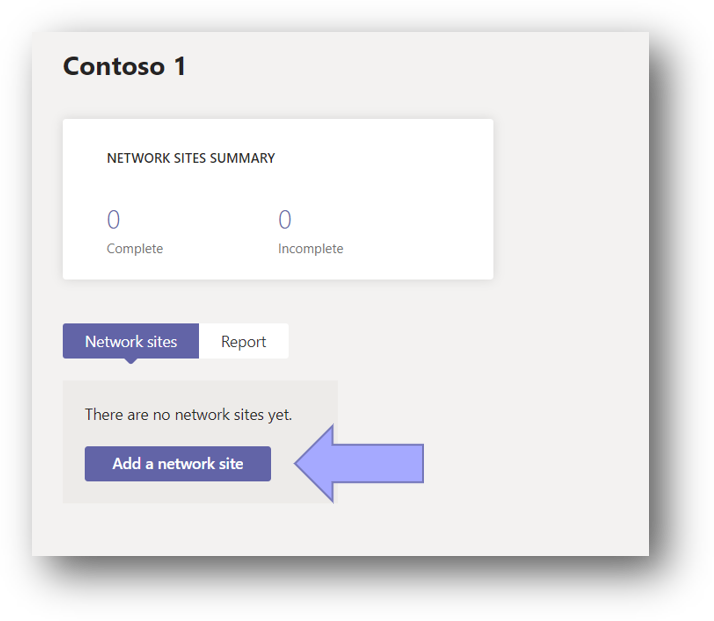 Contoso 1
NETWORK SITES SUMMARY
0 0
Complete Incomplete
Network sites Report
There are no network sites yet.
Add a network site